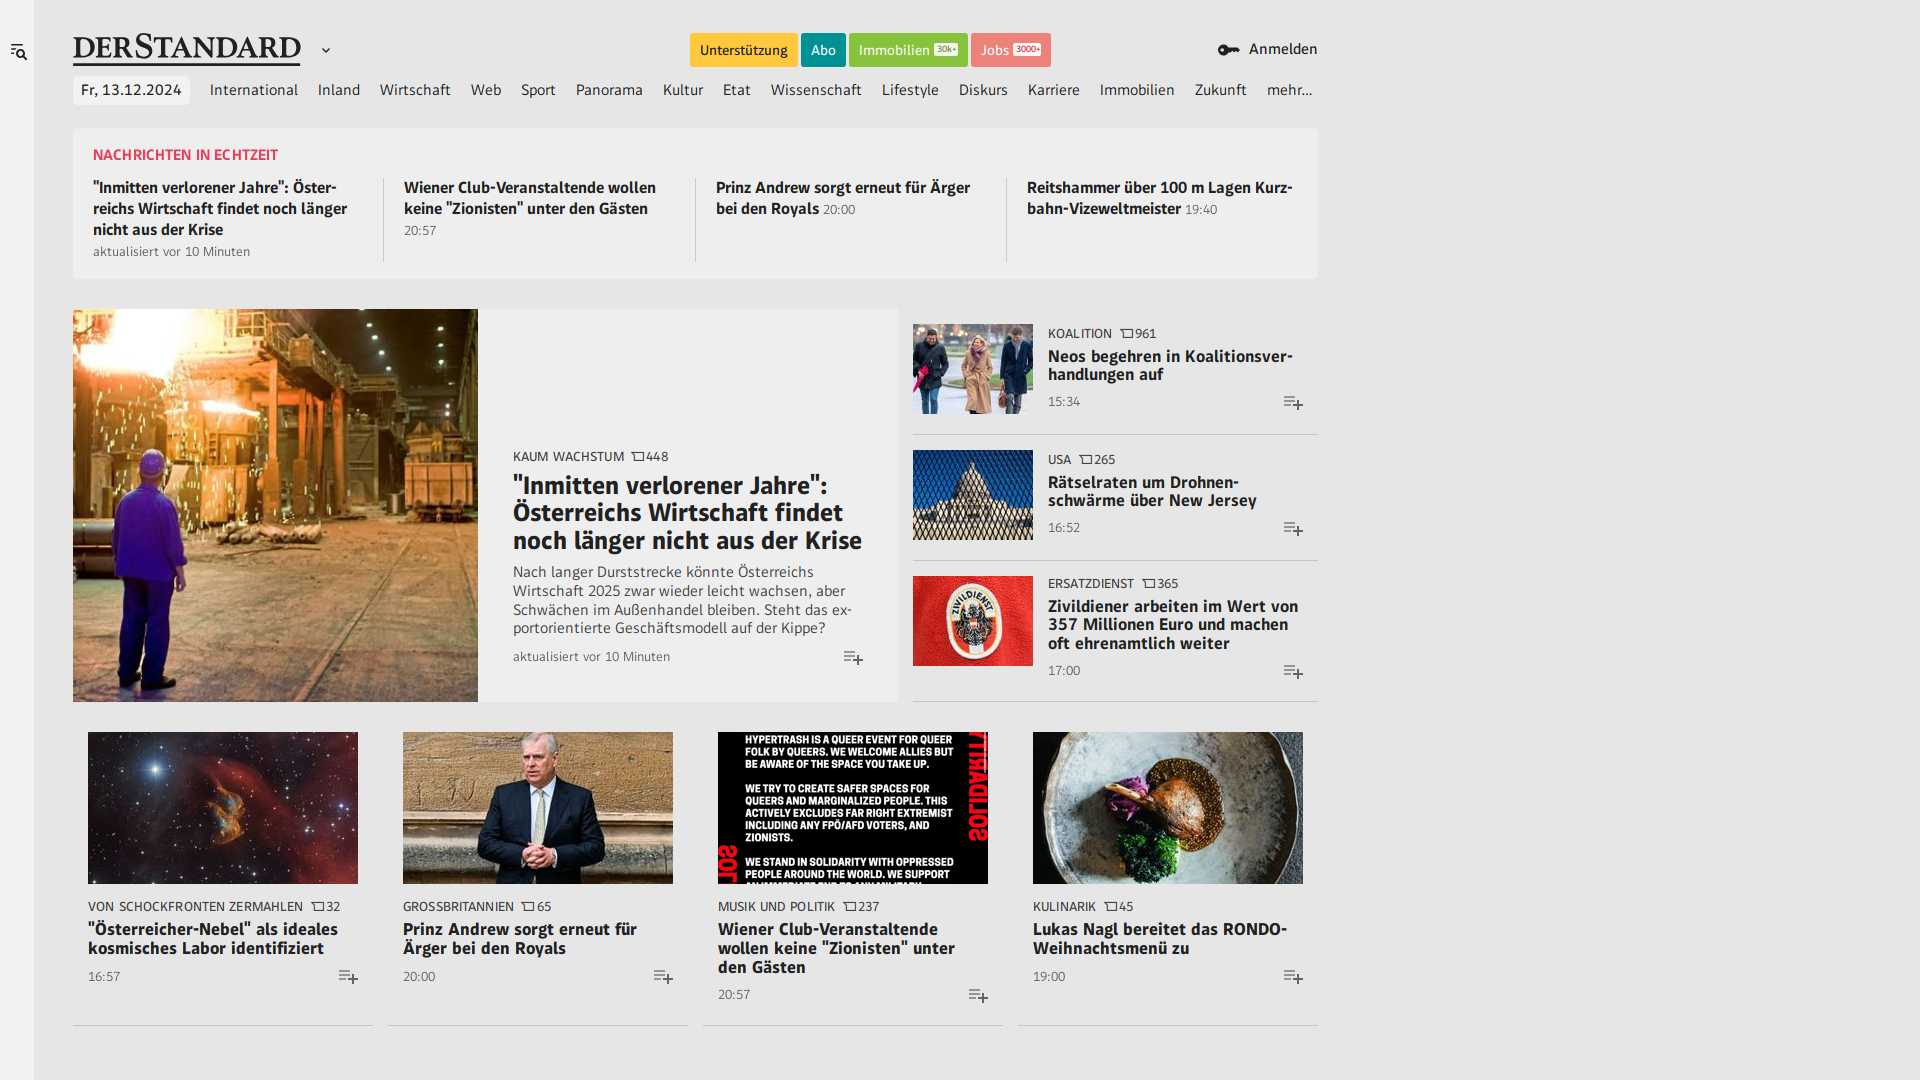 DERSTANDARD
Unterstützung
Abo
Immobilien 30k+
Jobs 3000+
Anmelden
Fr, 13.12.2024
International
Inland
Wirtschaft
Web
Sport
Panorama
Kultur
Etat
Wissenschaft
Lifestyle
Diskurs
Karriere
Immobilien
Zukunft
mehr…
NACHRICHTEN IN ECHTZEIT
"Inmitten verlorener Jahre": Öster-
reichs Wirtschaft findet noch länger
nicht aus der Krise
aktualisiert vor 10 Minuten
Wiener Club-Veranstaltende wollen
keine "Zionisten" unter den Gästen
20:57
Prinz Andrew sorgt erneut für Ärger
bei den Royals 20:00
Reitshammer über 100 m Lagen Kurz-
bahn-Vizeweltmeister 19:40
KAUM WACHSTUM 448
"Inmitten verlorener Jahre":
Österreichs Wirtschaft findet
noch länger nicht aus der Krise
Nach langer Durststrecke könnte Österreichs
Wirtschaft 2025 zwar wieder leicht wachsen, aber
Schwächen im Außenhandel bleiben. Steht das ex-
portorientierte Geschäftsmodell auf der Kippe?
aktualisiert vor 10 Minuten
KOALITION 961
Neos begehren in Koalitionsver-
handlungen auf
15:34
USA 265
Rätselraten um Drohnen-
schwärme über New Jersey
16:52
ZIVILDIENST
ERSATZDIENST 365
Zivildiener arbeiten im Wert von
357 Millionen Euro und machen
oft ehrenamtlich weiter
17:00
VON SCHOCKFRONTEN ZERMAHLEN 32
"Österreicher-Nebel" als ideales
kosmisches Labor identifiziert
16:57
GROSSBRITANNIEN 65
Prinz Andrew sorgt erneut für
Ärger bei den Royals
20:00
HYPERTRASH IS A QUEER EVENT FOR QUEER
FOLK BY QUEERS. WE WELCOME ALLIES BUT
BE AWARE OF THE SPACE YOU TAKE UP.
WE TRY TO CREATE SAFER SPACES FOR
QUEERS AND MARGINALIZED PEOPLE. THIS
ACTIVELY EXCLUDES FAR RIGHT EXTREMIST
INCLUDING ANY FPÖ/AFD VOTERS, AND
ZIONISTS.
WE STAND IN SOLIDARITY WITH OPPRESSED
PEOPLE AROUND THE WORLD. WE SUPPORT
MUSIK UND POLITIK 237
Wiener Club-Veranstaltende
wollen keine "Zionisten" unter
den Gästen
20:57
KULINARIK 45
Lukas Nagl bereitet das RONDO-
Weihnachtsmenü zu
19:00